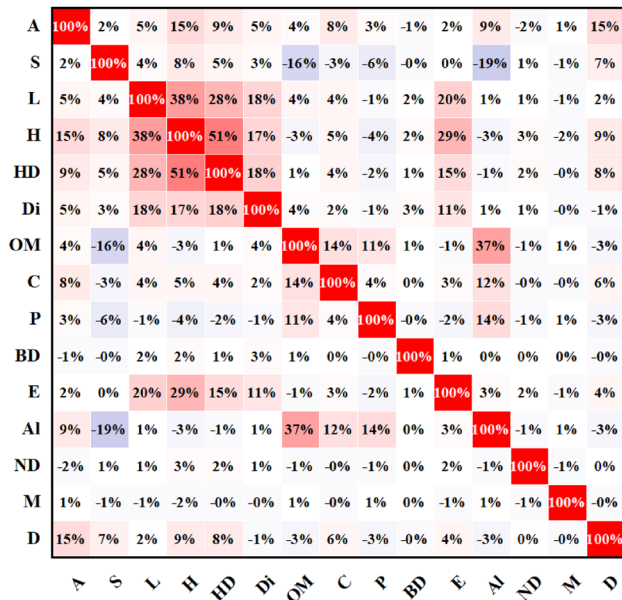 A 100% 2% 5% 15% 9% 5% 4% 8% 3% -1% 2% 9% -2% 1% 15%
S 2% 100% 4% 8% 5% 3% -16% -3% -6% -0% 0% -19% 1% -1% 7%
L 5% 4% 100% 38% 28% 18% 4% 4% -1% 2% 20% 1% 1% -1% 2%
H 15% 8% 38% 100% 51% 17% -3% 5% -4% 2% 29% -3% 3% -2% 9%
HD 9% 5% 28% 51% 100% 18% 1% 4% -2% 1% 15% -1% 2% -0% 8%
Di 5% 3% 18% 17% 18% 100% 4% 2% -1% 3% 11% 1% 1% -0% -1%
OM 4% -16% 4% -3% 1% 4% 100% 14% 11% 1% -1% 37% -1% 1% -3%
C 8% -3% 4% 5% 4% 2% 14% 100% 4% 0% 3% 12% -0% -0% 6%
P 3% -6% -1% -4% -2% -1% 11% 4% 100% -0% -2% 14% -1% 1% -3%
BD -1% -0% 2% 2% 1% 3% 1% 0% -0% 100% 1% 0% 0% 0% -0%
E 2% 0% 20% 29% 15% 11% -1% 3% -2% 1% 100% 3% 2% -1% 4%
Al 9% -19% 1% -3% -1% 1% 37% 12% 14% 0% 3% 100% -1% 1% -3%
ND -2% 1% 1% 3% 2% 1% -1% -0% -1% 0% 2% -1% 100% -1% 0%
M 1% -1% -1% -2% -0% -0% 1% -0% 1% 0% -1% 1% -1% 100% -0%
D 15% 7% 2% 9% 8% -1% -3% 6% -3% -0% 4% -3% 0% -0% 100%
A S L H HD Di OM C P BD E Al ND M D